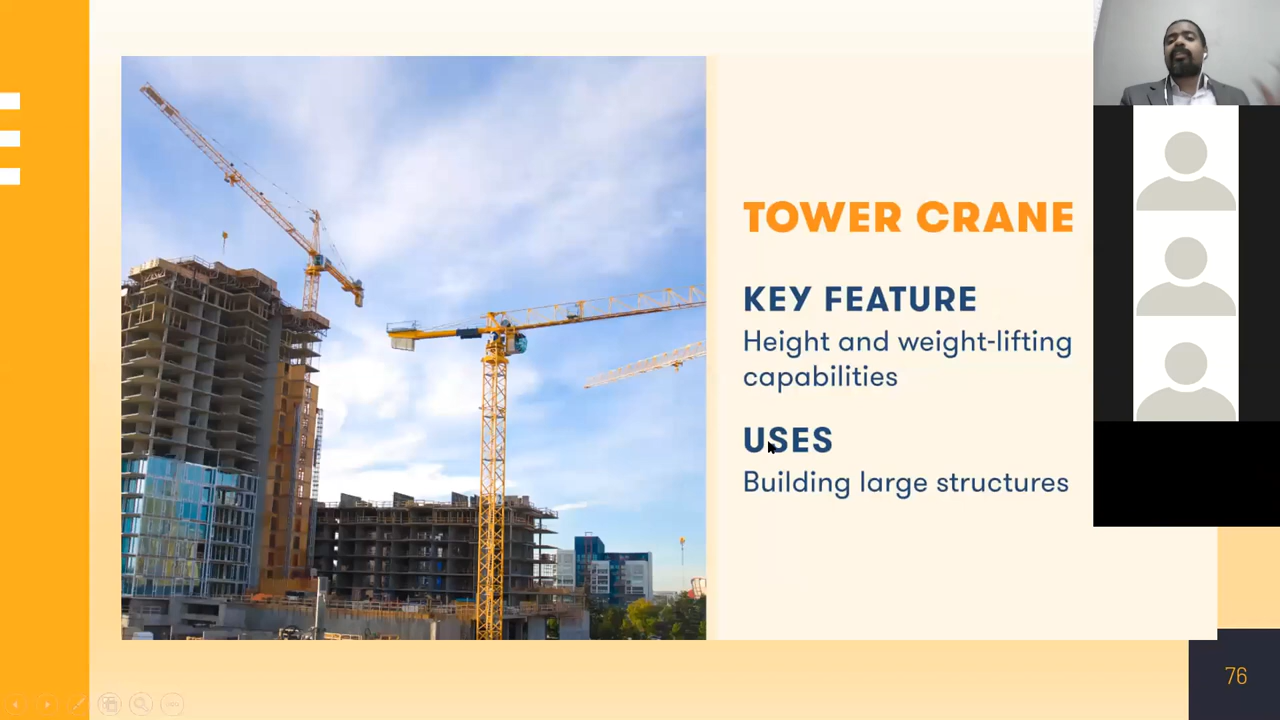 TOWER CRANE
KEY FEATURE
Height and weight-lifting
capabilities
USES
Building large structures
76